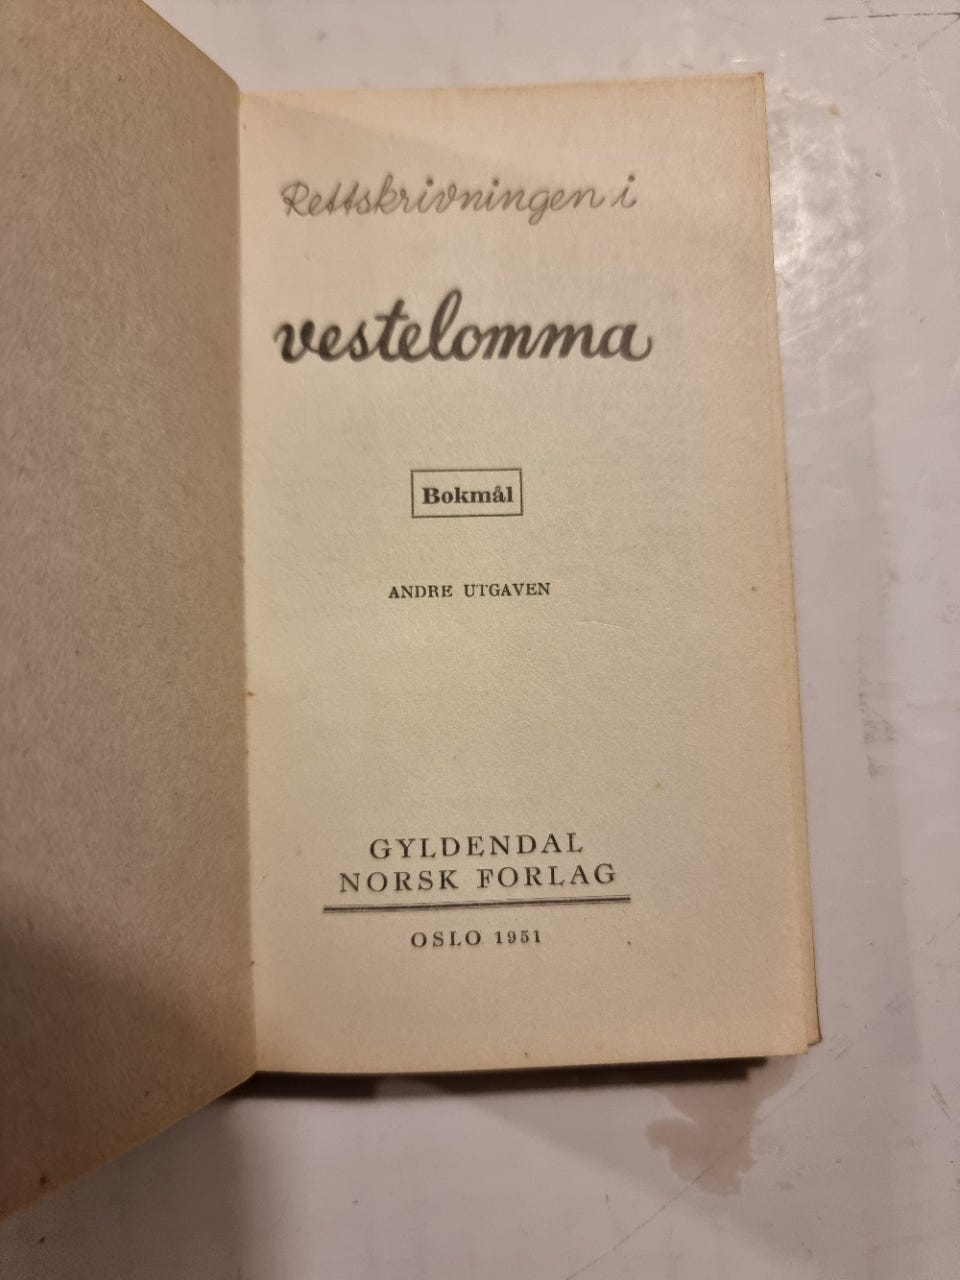 Rettskrivningen i
vestelomma
Bokmål
ANDRE UTGAVEN
GYLDENDAL
NORSK FORLAG
OSLO 1951